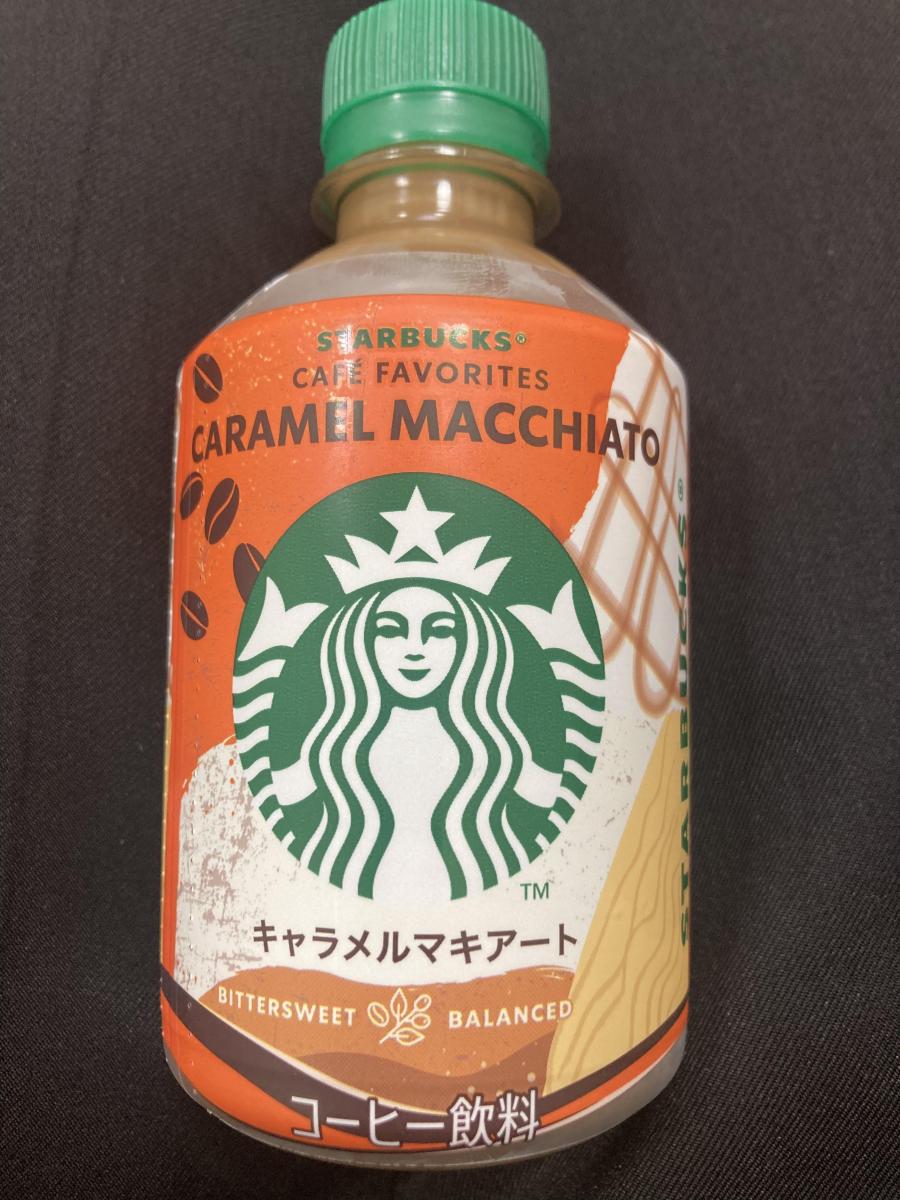 STARBUCKS®
CAFÉ FAVORITES
CARAMEL MACCHIATO
STARBUCKS®
TM
キャラメルマキアート
BITTERSWEET BALANCED
コーヒー飲料